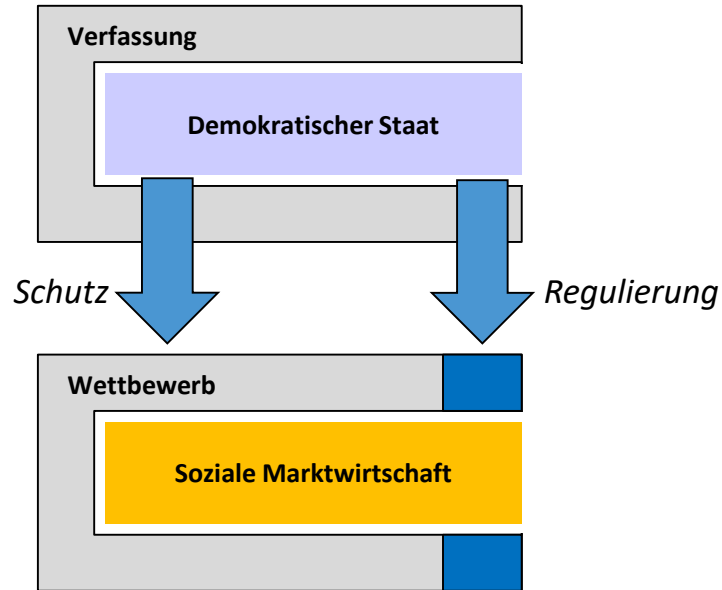 Verfassung
Demokratischer Staat
Schutz
Regulierung
Wettbewerb
Soziale Marktwirtschaft